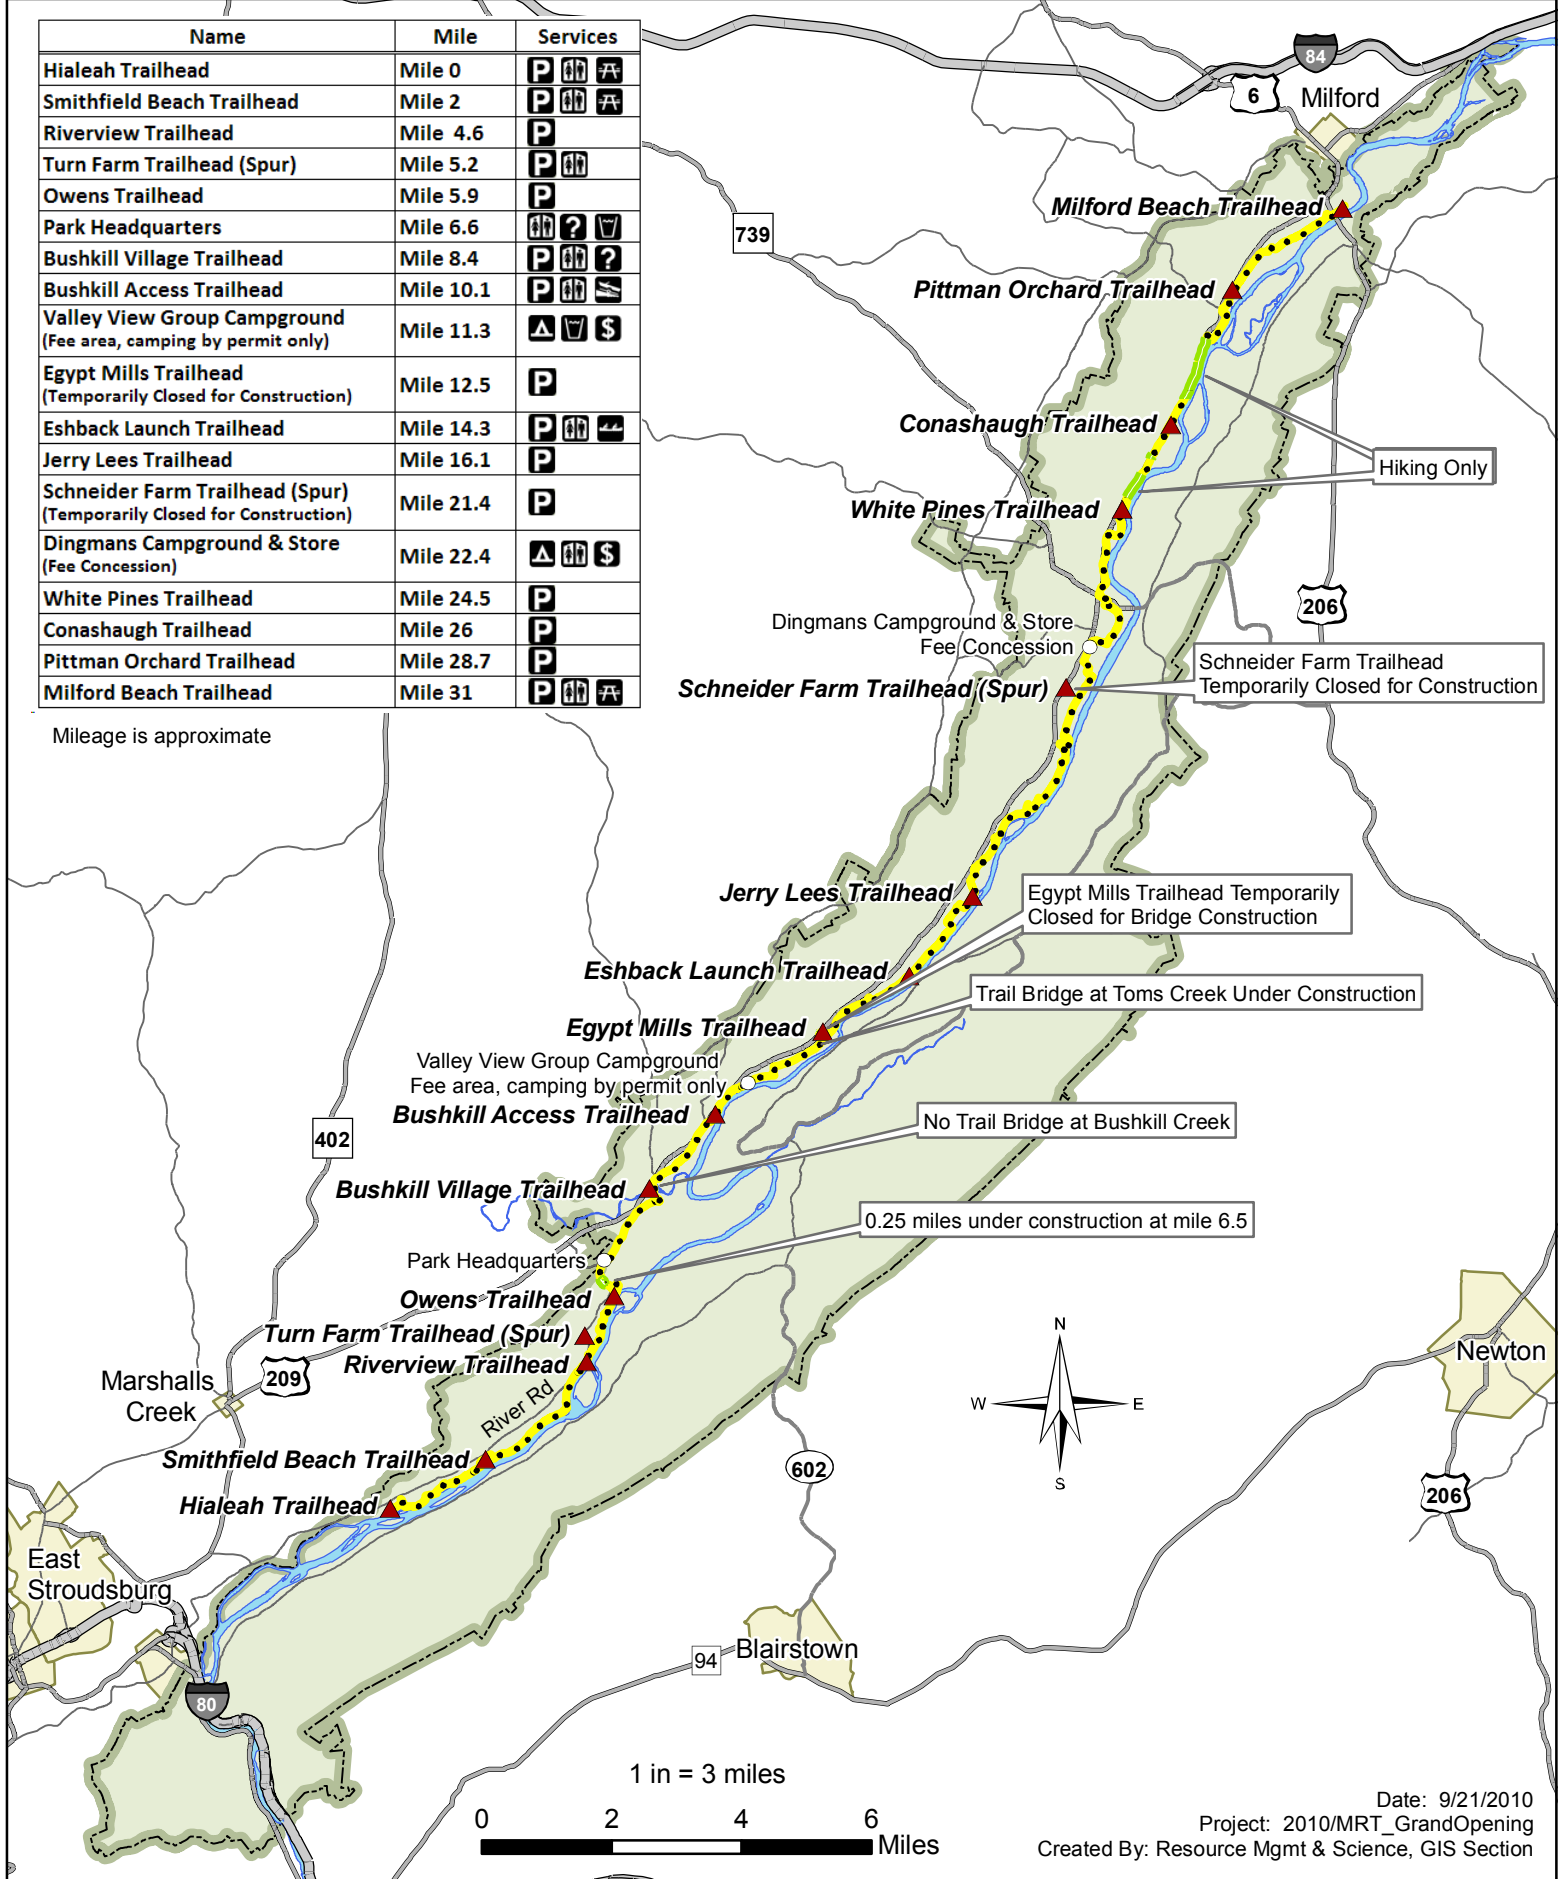 Name Mile Services
Hialeah Trailhead Mile 0 P
Smithfield Beach Trailhead Mile 2 P
Riverview Trailhead Mile 4.6 P
Turn Farm Trailhead (Spur) Mile 5.2 P
Owens Trailhead Mile 5.9 P
Park Headquarters Mile 6.6 ?
Bushkill Village Trailhead Mile 8.4 P ?
Bushkill Access Trailhead Mile 10.1 P
Valley View Group Campground
(Fee area, camping by permit only) Mile 11.3 $
Egypt Mills Trailhead
(Temporarily Closed for Construction) Mile 12.5 P
Eshback Launch Trailhead Mile 14.3 P
Jerry Lees Trailhead Mile 16.1 P
Schneider Farm Trailhead (Spur)
(Temporarily Closed for Construction) Mile 21.4 P
Dingmans Campground & Store
(Fee Concession) Mile 22.4 $
White Pines Trailhead Mile 24.5 P
Conashaugh Trailhead Mile 26 P
Pittman Orchard Trailhead Mile 28.7 P
Milford Beach Trailhead Mile 31 P
Mileage is approximate
84
6
Milford
Milford Beach Trailhead
739
Pittman Orchard Trailhead
Conashaugh Trailhead
Hiking Only
White Pines Trailhead
206
Dingmans Campground & Store
Fee Concession
Schneider Farm Trailhead
Temporarily Closed for Construction
Schneider Farm Trailhead (Spur)
Jerry Lees Trailhead
Egypt Mills Trailhead Temporarily
Closed for Bridge Construction
Eshback Launch Trailhead
Trail Bridge at Toms Creek Under Construction
Egypt Mills Trailhead
Valley View Group Campground
Fee area, camping by permit only
Bushkill Access Trailhead
No Trail Bridge at Bushkill Creek
402
Bushkill Village Trailhead
0.25 miles under construction at mile 6.5
Park Headquarters
Owens Trailhead
Turn Farm Trailhead (Spur)
Riverview Trailhead
209
Marshalls
Creek
River Rd
N
W E
S
Newton
Smithfield Beach Trailhead
602
206
Hialeah Trailhead
East
Stroudsburg
Blairstown
94
80
1 in = 3 miles
0 2 4 6
Miles
Date: 9/21/2010
Project: 2010/MRT_GrandOpening
Created By: Resource Mgmt & Science, GIS Section